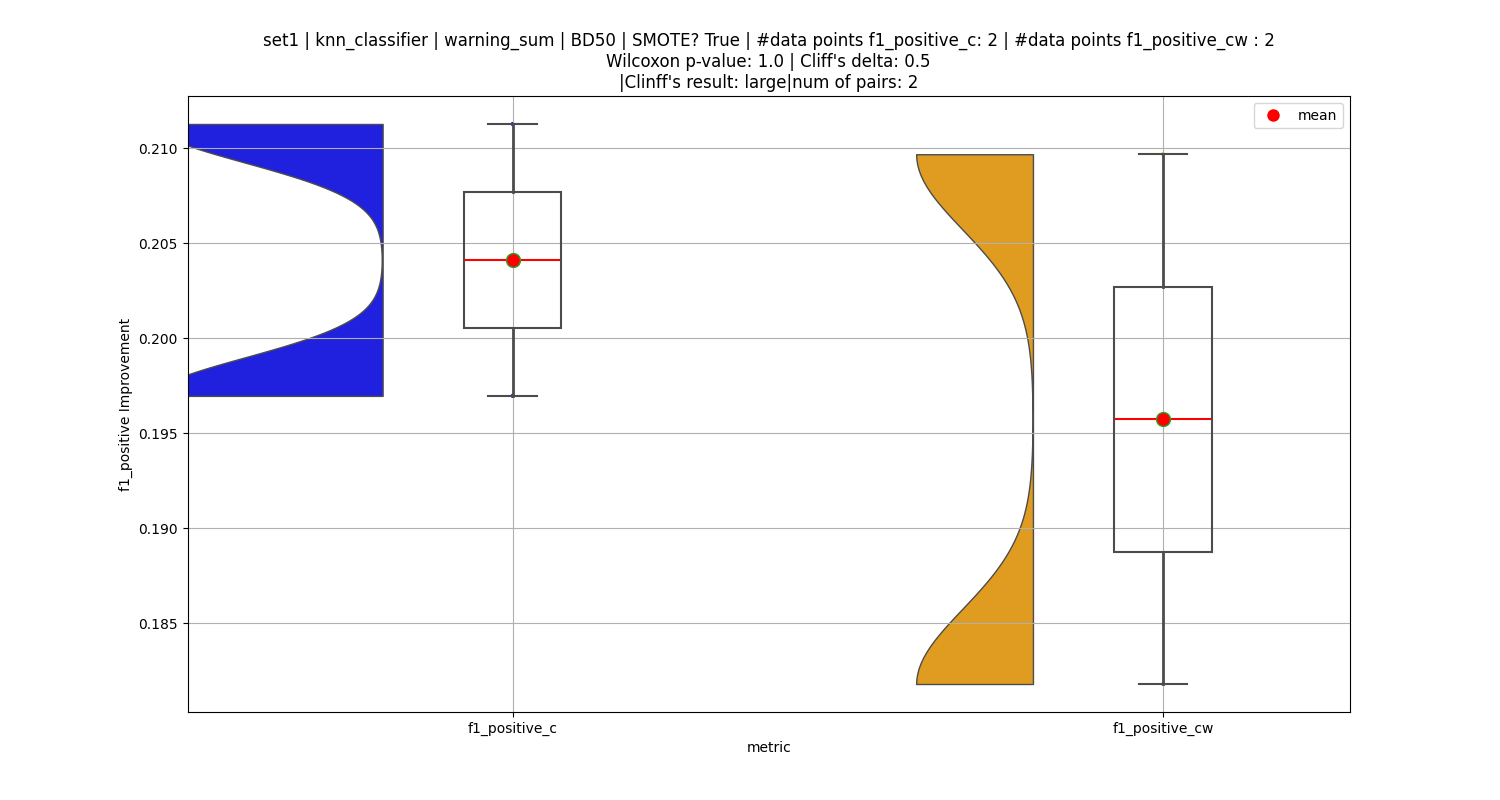 set1 | knn_classifier | warning_sum | BD50 | SMOTE? True | #data points f1_positive_c: 2 | #data points f1_positive_cw : 2
Wilcoxon p-value: 1.0 | Cliff's delta: 0.5
|Clinff's result: large|num of pairs: 2
mean
0.210
0.205
0.200
0.195
0.190
0.185
f1_positive Improvement
f1_positive_c
f1_positive_cw
metric